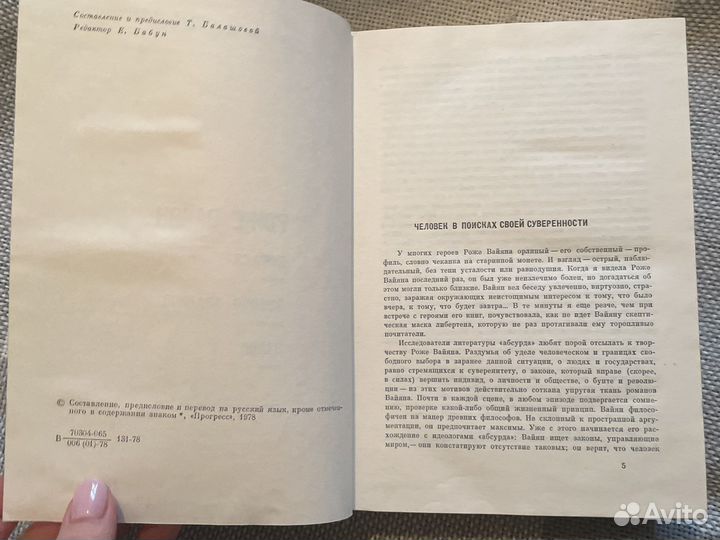 Составление и предисловие Т. Балашовой
Редактор Е. Бабун
© Составление, предисловие и перевод на русский язык, кроме отмечен-
ного в содержании знаком *, «Прогресс», 1978
В 70304-065 131-78
006 (01)-78
ЧЕЛОВЕК В ПОИСКАХ СВОЕЙ СУВЕРЕННОСТИ
У многих героев Роже Вайяна орлиный — его собственный — про-
филь, словно чеканка на старинной монете. И взгляд — острый, наблю-
дательный, без тени усталости или равнодушия. Когда я видела Роже
Вайяна последний раз, он был уже неизлечимо болен, но догадаться об
этом могли только близкие. Вайян вел беседу увлеченно, виртуозно, стра-
стно, заражая окружающих неистощимым интересом к тому, что было
вчера, к тому, что будет завтра... В те минуты я еще резче, чем при
встрече с героями его книг, почувствовала, как не идет Вайяну скепти-
ческая маска либертена, которую не раз протягивали ему торопливые
почитатели.
Исследователи литературы «абсурда» любят порой отсылать к твор-
честву Роже Вайяна. Раздумья об уделе человеческом и границах сво-
бодного выбора в заранее данной ситуации, о людях и государствах,
равно стремящихся к суверенитету, о законе, который вправе (скорее,
в силах) вершить индивид, о личности и обществе, о бунте и револю-
ции — из этих мотивов действительно соткана упругая ткань романов
Вайяна. Почти в каждой сцене, в любом эпизоде подвергается сомне-
нию, проверке какой-либо общий жизненный принцип. Вайян философи-
чен на манер древних философов. Не склонный к пространной аргу-
ментации, он предпочитает максимы. Уже с этого начинается его рас-
хождение с идеологами «абсурда»: Вайян ищет законы, управляющие
миром,— они констатируют отсутствие таковых; он верит, что человек
5
Avito